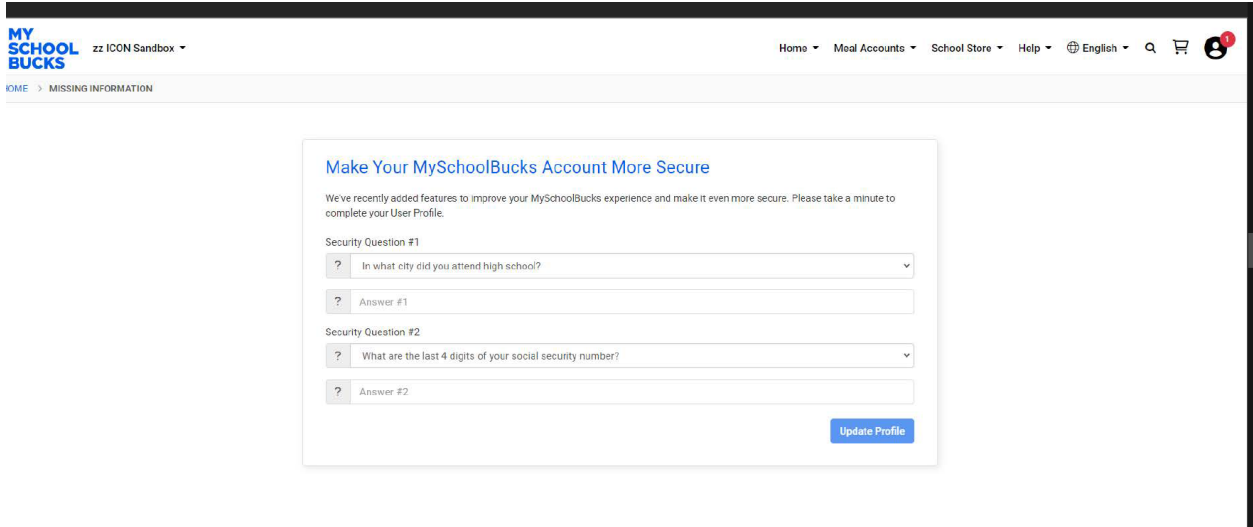 MY
SCHOOL
BUCKS
zz ICON Sandbox
Home Meal Accounts School Store Help English 1
HOME > MISSING INFORMATION
Make Your MySchoolBucks Account More Secure
We've recently added features to improve your MySchoolBucks experience and make it even more secure. Please take a minute to
complete your User Profile.
Security Question #1
? In what city did you attend high school?
? Answer #1
Security Question #2
? What are the last 4 digits of your social security number?
? Answer #2
Update Profile